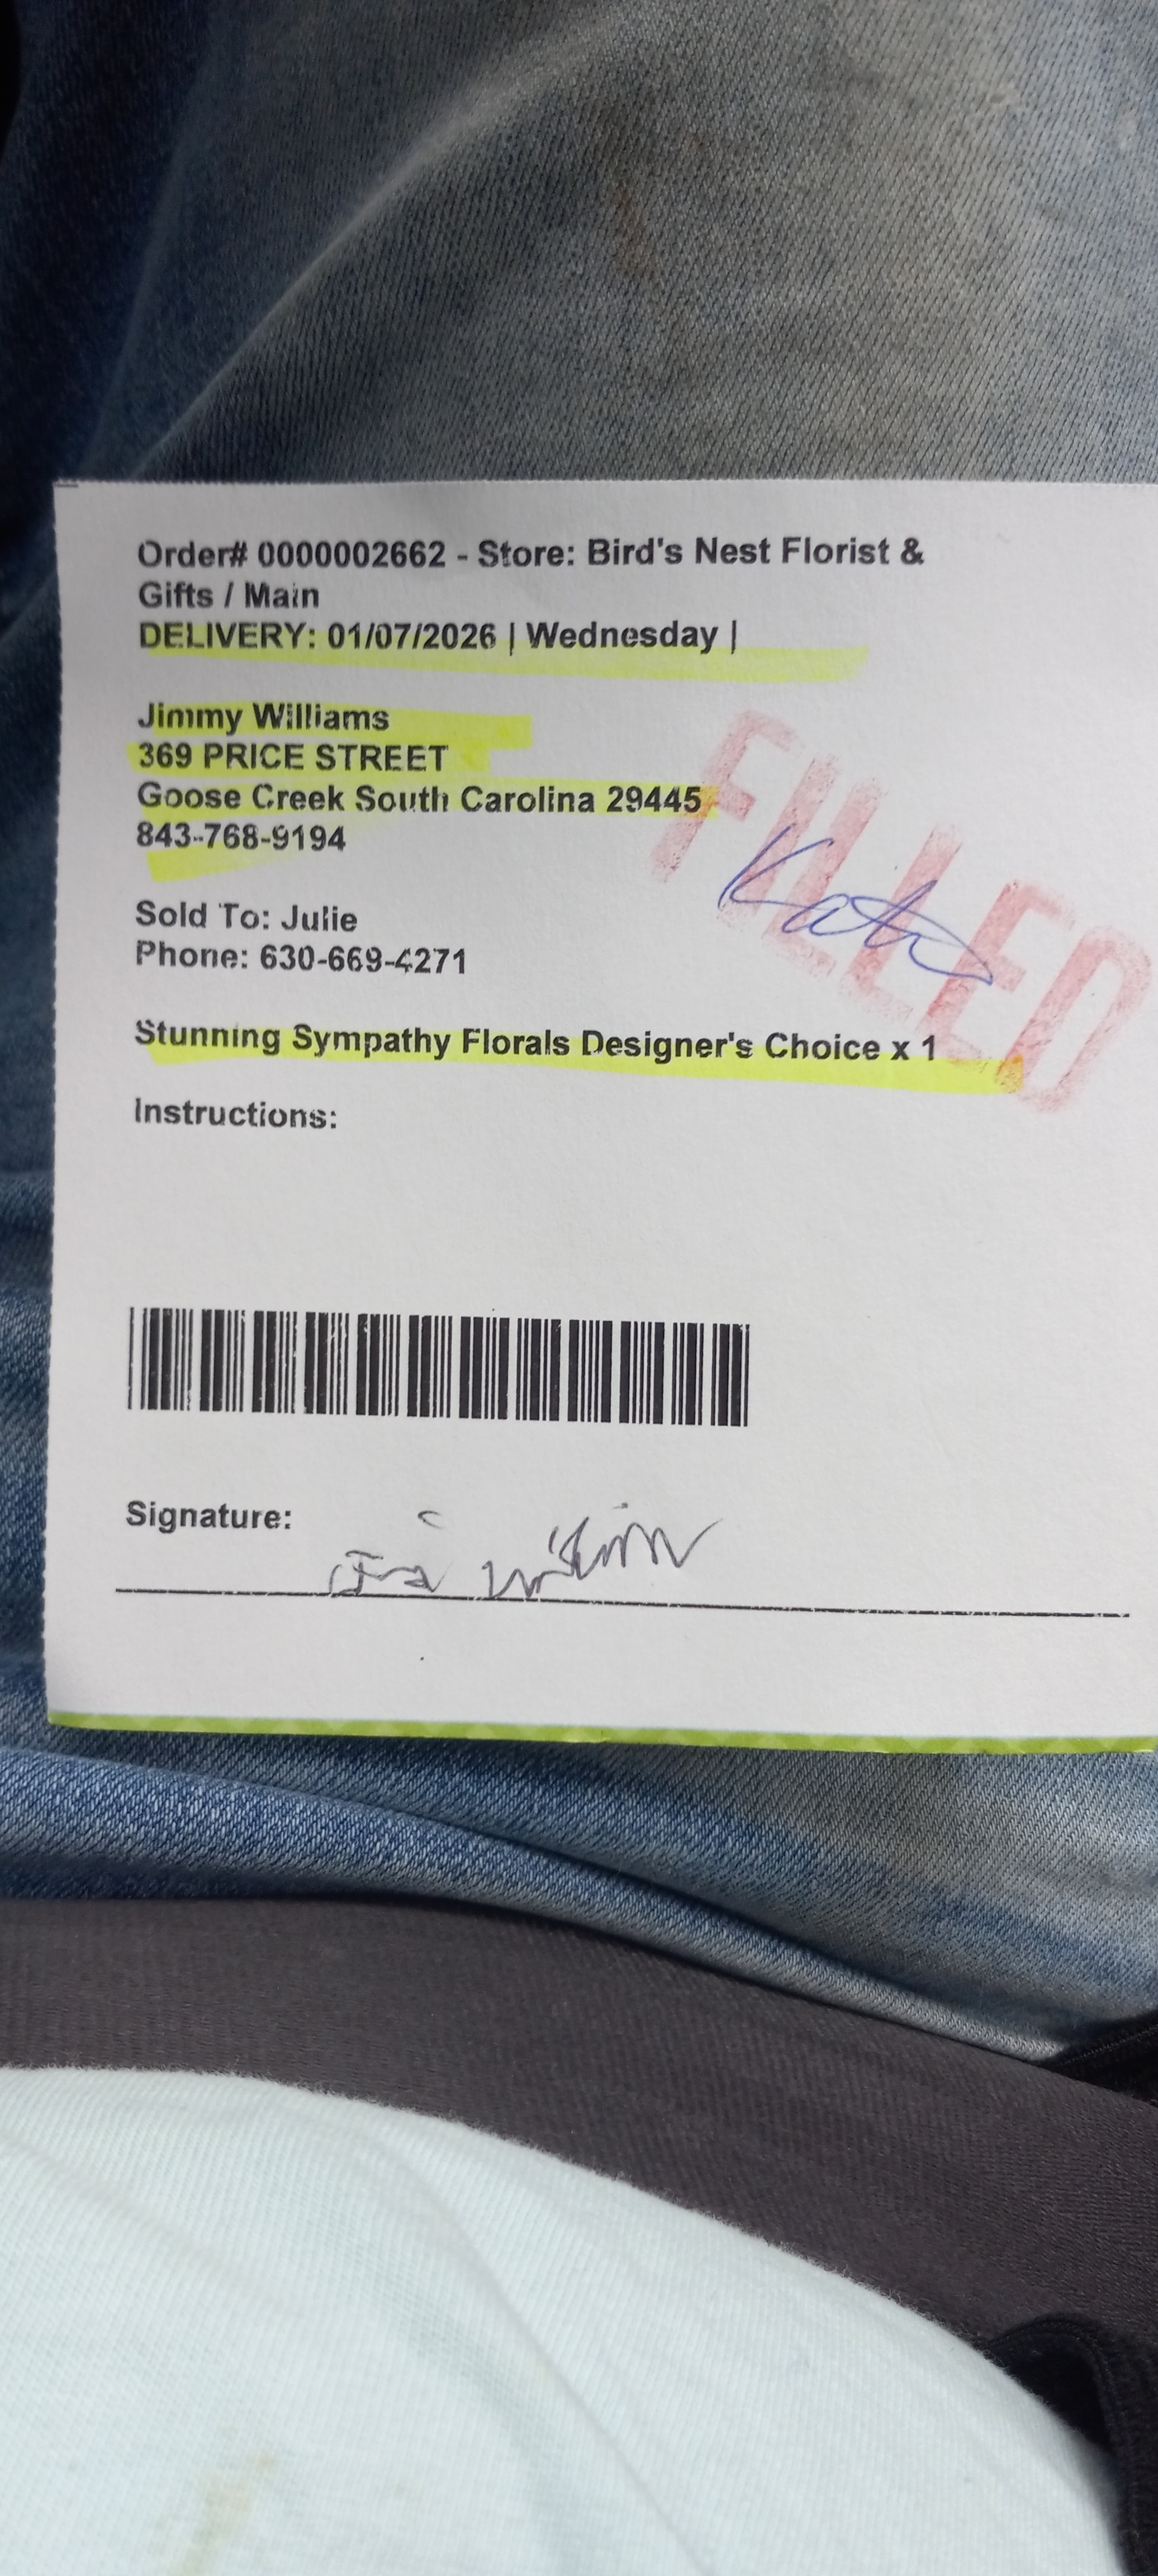 Order# 0000002662 - Store: Bird's Nest Florist &
Gifts / Main
DELIVERY: 01/07/2026 | Wednesday |
Jimmy Williams
369 PRICE STREET
Goose Creek South Carolina 29445
843-768-9194
FILLED
Sold To: Julie
Phone: 630-669-4271
Stunning Sympathy Florals Designer's Choice x 1
Instructions:
Signature: